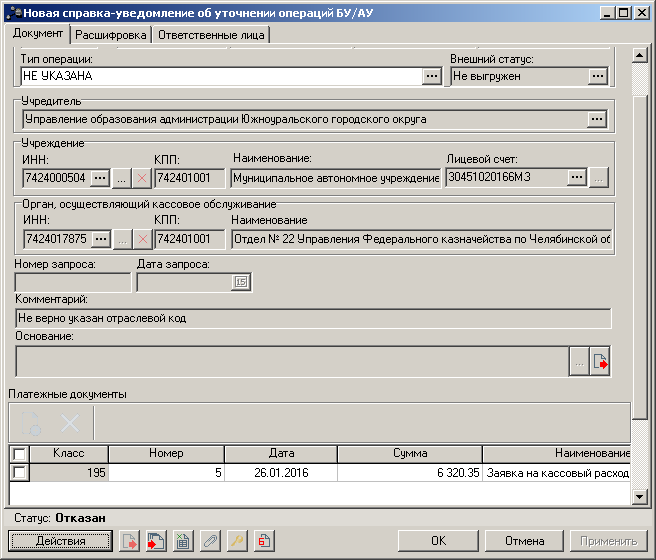 Новая справка-уведомление об уточнении операций БУ/АУ
Документ Расшифровка Ответственные лица
Тип операции: Внешний статус:
НЕ УКАЗАНА ... Не выгружен ...
Учредитель
Управление образования администрации Южноуральского городского округа ...
Учреждение
ИНН: КПП: Наименование: Лицевой счет:
7424000504 ... ... 742401001 Муниципальное автономное учреждение 30451020166МЗ ... ...
Орган, осуществляющий кассовое обслуживание
ИНН: КПП: Наименование
7424017875 ... ... 742401001 Отдел № 22 Управления Федерального казначейства по Челябинской об
Номер запроса: Дата запроса:
15
Комментарий:
Не верно указан отраслевой код
Основание:
...
Платежные документы
Класс Номер Дата Сумма Наименование
195 5 26.01.2016 6 320.35 Заявка на кассовый расход
Статус: Отказан
Действия 6 OK Отмена Применить